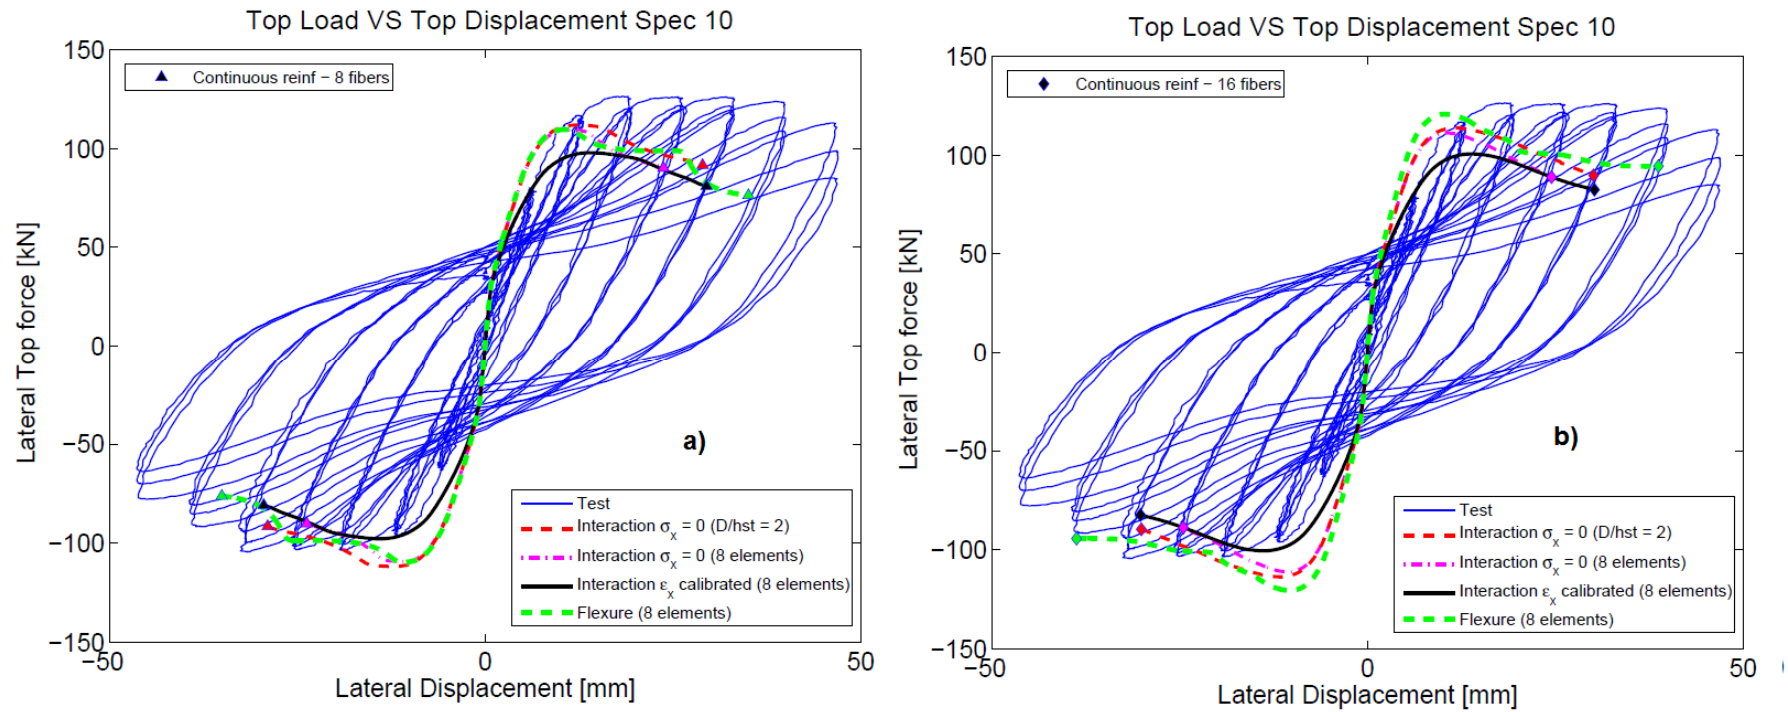 Top Load VS Top Displacement Spec 10
150
100
50
0
−50
−100
−150
−50
0
50
Lateral Top force [kN]
Lateral Displacement [mm]
Continuous reinf − 8 fibers
a)
Test
Interaction σx = 0 (D/hst = 2)
Interaction σx = 0 (8 elements)
Interaction εx calibrated (8 elements)
Flexure (8 elements)
Top Load VS Top Displacement Spec 10
150
100
50
0
−50
−100
−150
−50
0
50
Lateral Top force [kN]
Lateral Displacement [mm]
Continuous reinf − 16 fibers
b)
Test
Interaction σx = 0 (D/hst = 2)
Interaction σx = 0 (8 elements)
Interaction εx calibrated (8 elements)
Flexure (8 elements)